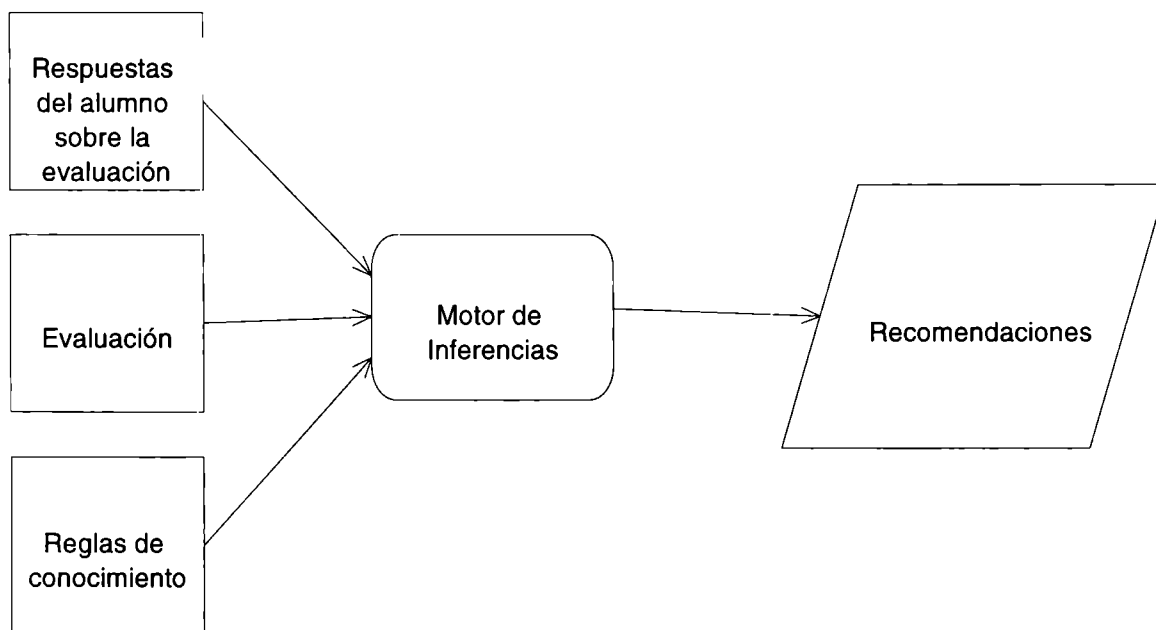 Respuestas
del alumno
sobre la
evaluación
Evaluación
Reglas de
conocimiento
Motor de
Inferencias
Recomendaciones